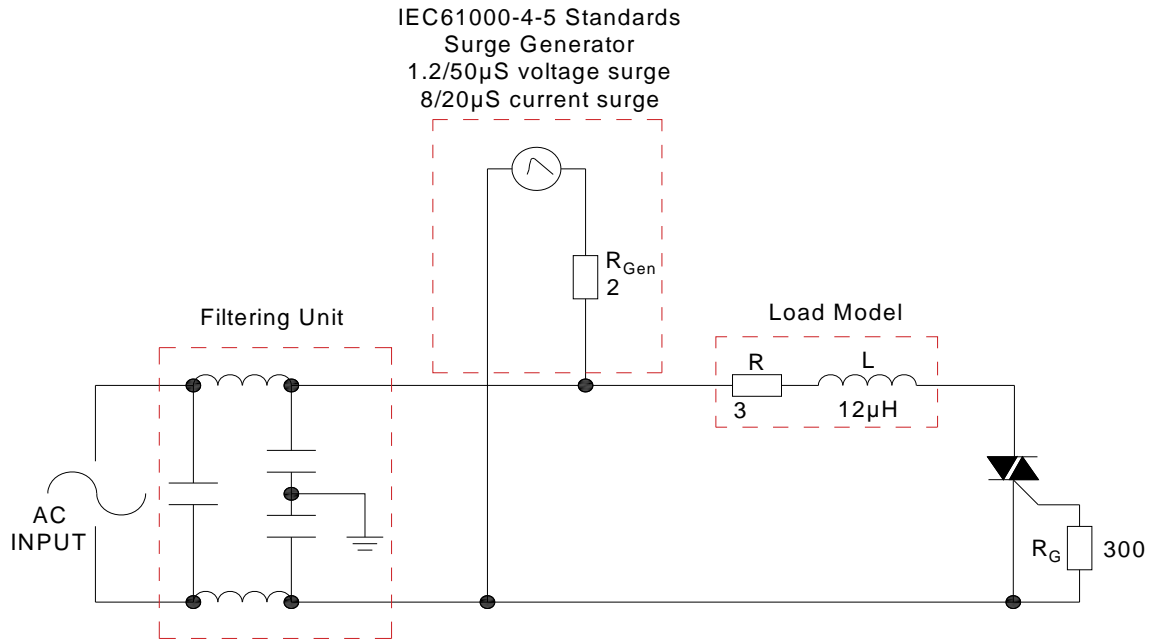 IEC61000-4-5 Standards
Surge Generator
1.2/50µS voltage surge
8/20µS current surge
RGen
2
Filtering Unit
Load Model
R
L
3
12µH
AC
INPUT
RG
300